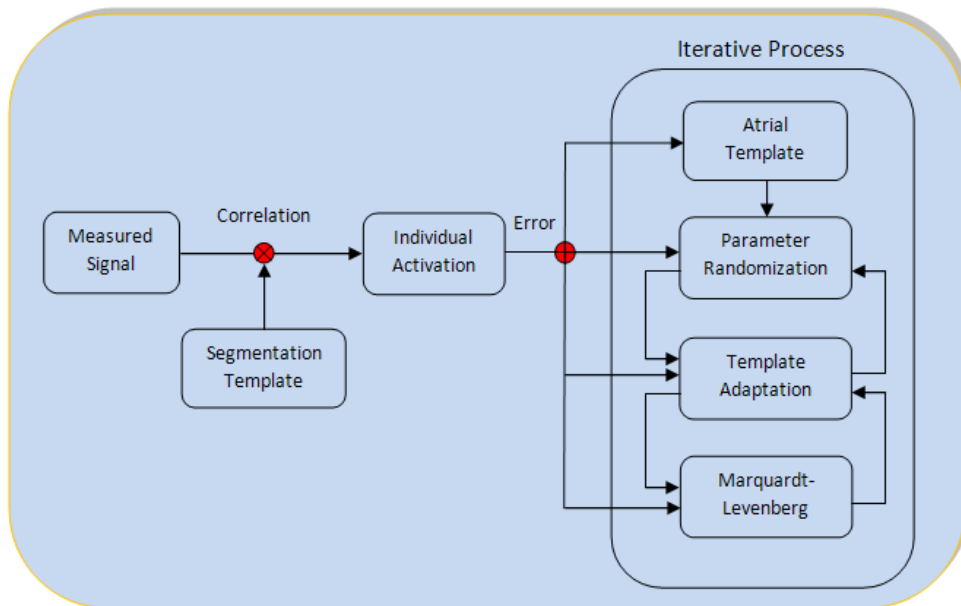 Iterative Process
Atrial
Template
Correlation
Error
Measured
Signal
Individual
Activation
Parameter
Randomization
Segmentation
Template
Template
Adaptation
Marquardt-
Levenberg